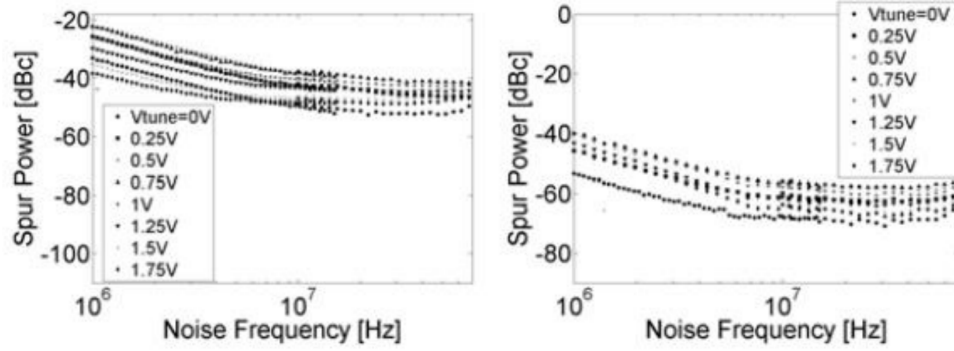 -20
-40
-60
-80
-100
Spur Power [dBc]
Vtune=0V
0.25V
0.5V
0.75V
1V
1.25V
1.5V
1.75V
10^6
10^7
Noise Frequency [Hz]
0
-20
-40
-60
-80
Spur Power [dBc]
Vtune=0V
0.25V
0.5V
0.75V
1V
1.25V
1.5V
1.75V
10^6
10^7
Noise Frequency [Hz]